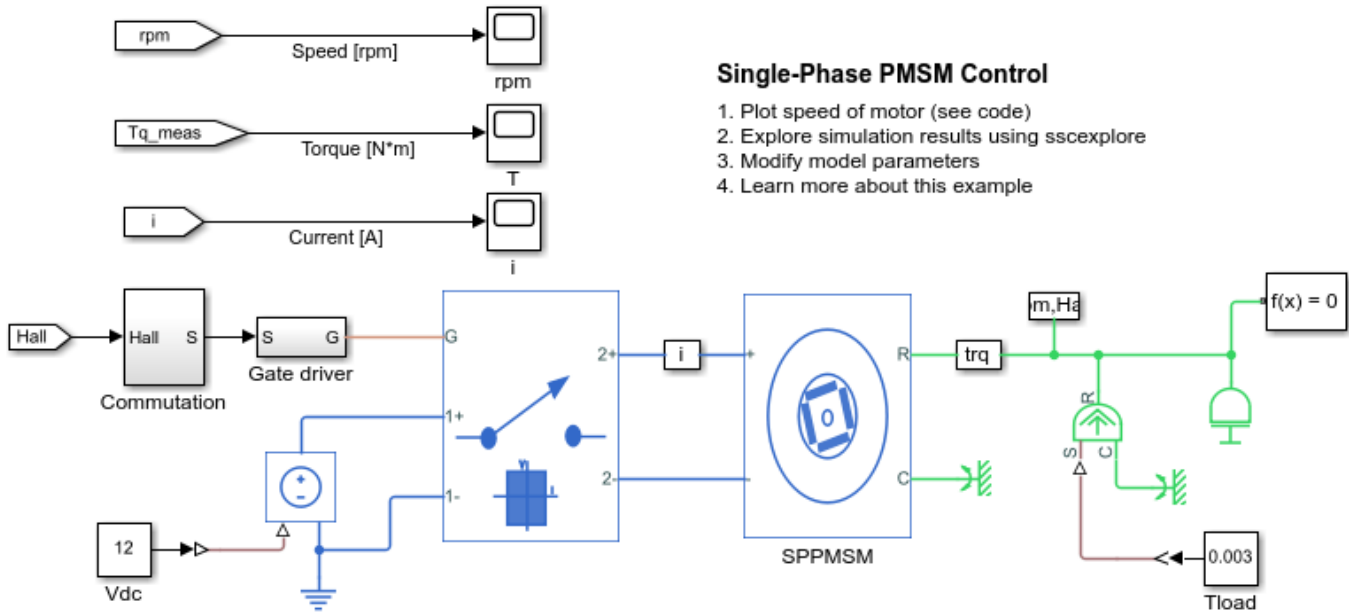 rpm
Speed [rpm]
rpm
Tq_meas
Torque [N*m]
T
i
Current [A]
i
Single-Phase PMSM Control
1. Plot speed of motor (see code)
2. Explore simulation results using sscexplore
3. Modify model parameters
4. Learn more about this example
Hall
Hall S
Commutation
S G
Gate driver
G
1+
1-
2+
2-
i
+
-
R
C
SPPMSM
trq
m,Ha
f(x) = 0
R
S
C
12
Vdc
0.003
Tload